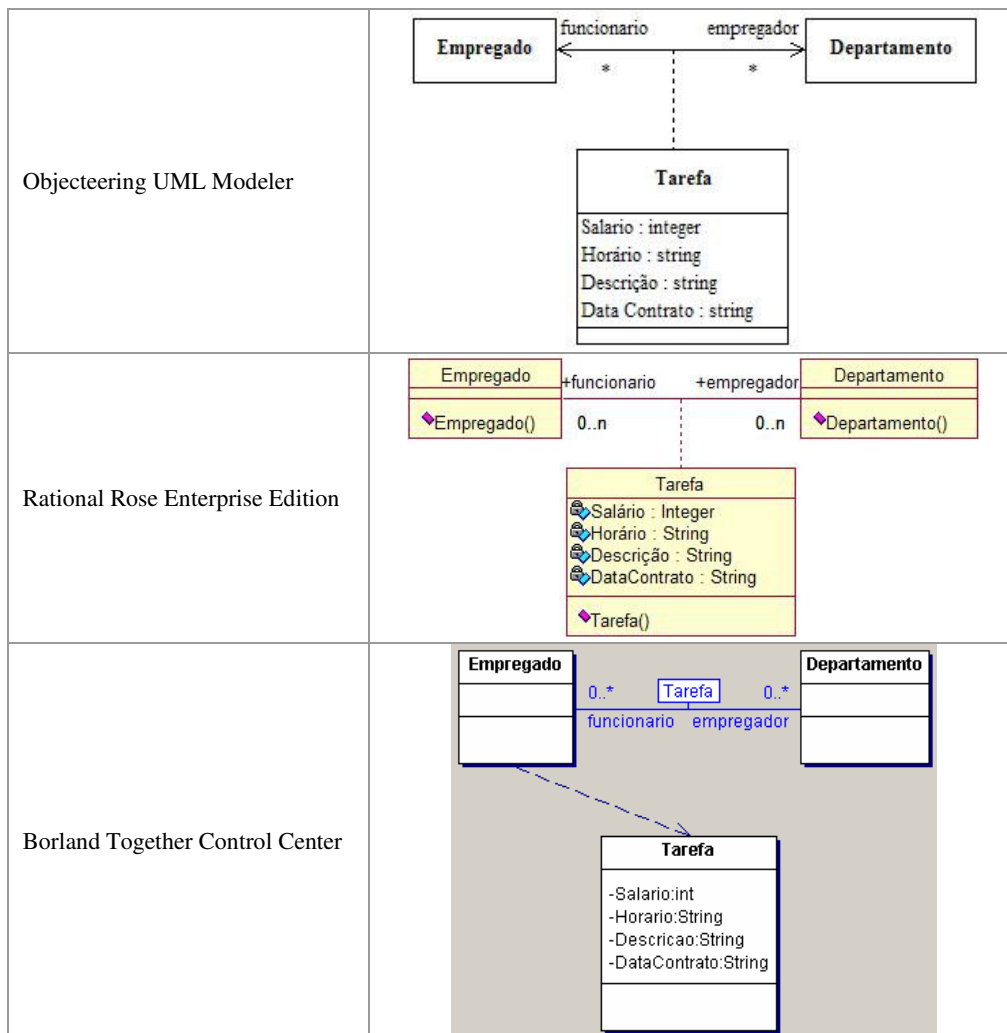 Objecteering UML Modeler
funcionario empregador
Empregado Departamento
* *
Tarefa
Salario : integer
Horário : string
Descrição : string
Data Contrato : string
Rational Rose Enterprise Edition
Empregado +funcionario +empregador Departamento
Empregado() 0..n 0..n Departamento()
Tarefa
Salário : Integer
Horário : String
Descrição : String
DataContrato : String
Tarefa()
Borland Together Control Center
Empregado Departamento
0..* Tarefa 0..*
funcionario empregador
Tarefa
-Salario:int
-Horario:String
-Descricao:String
-DataContrato:String